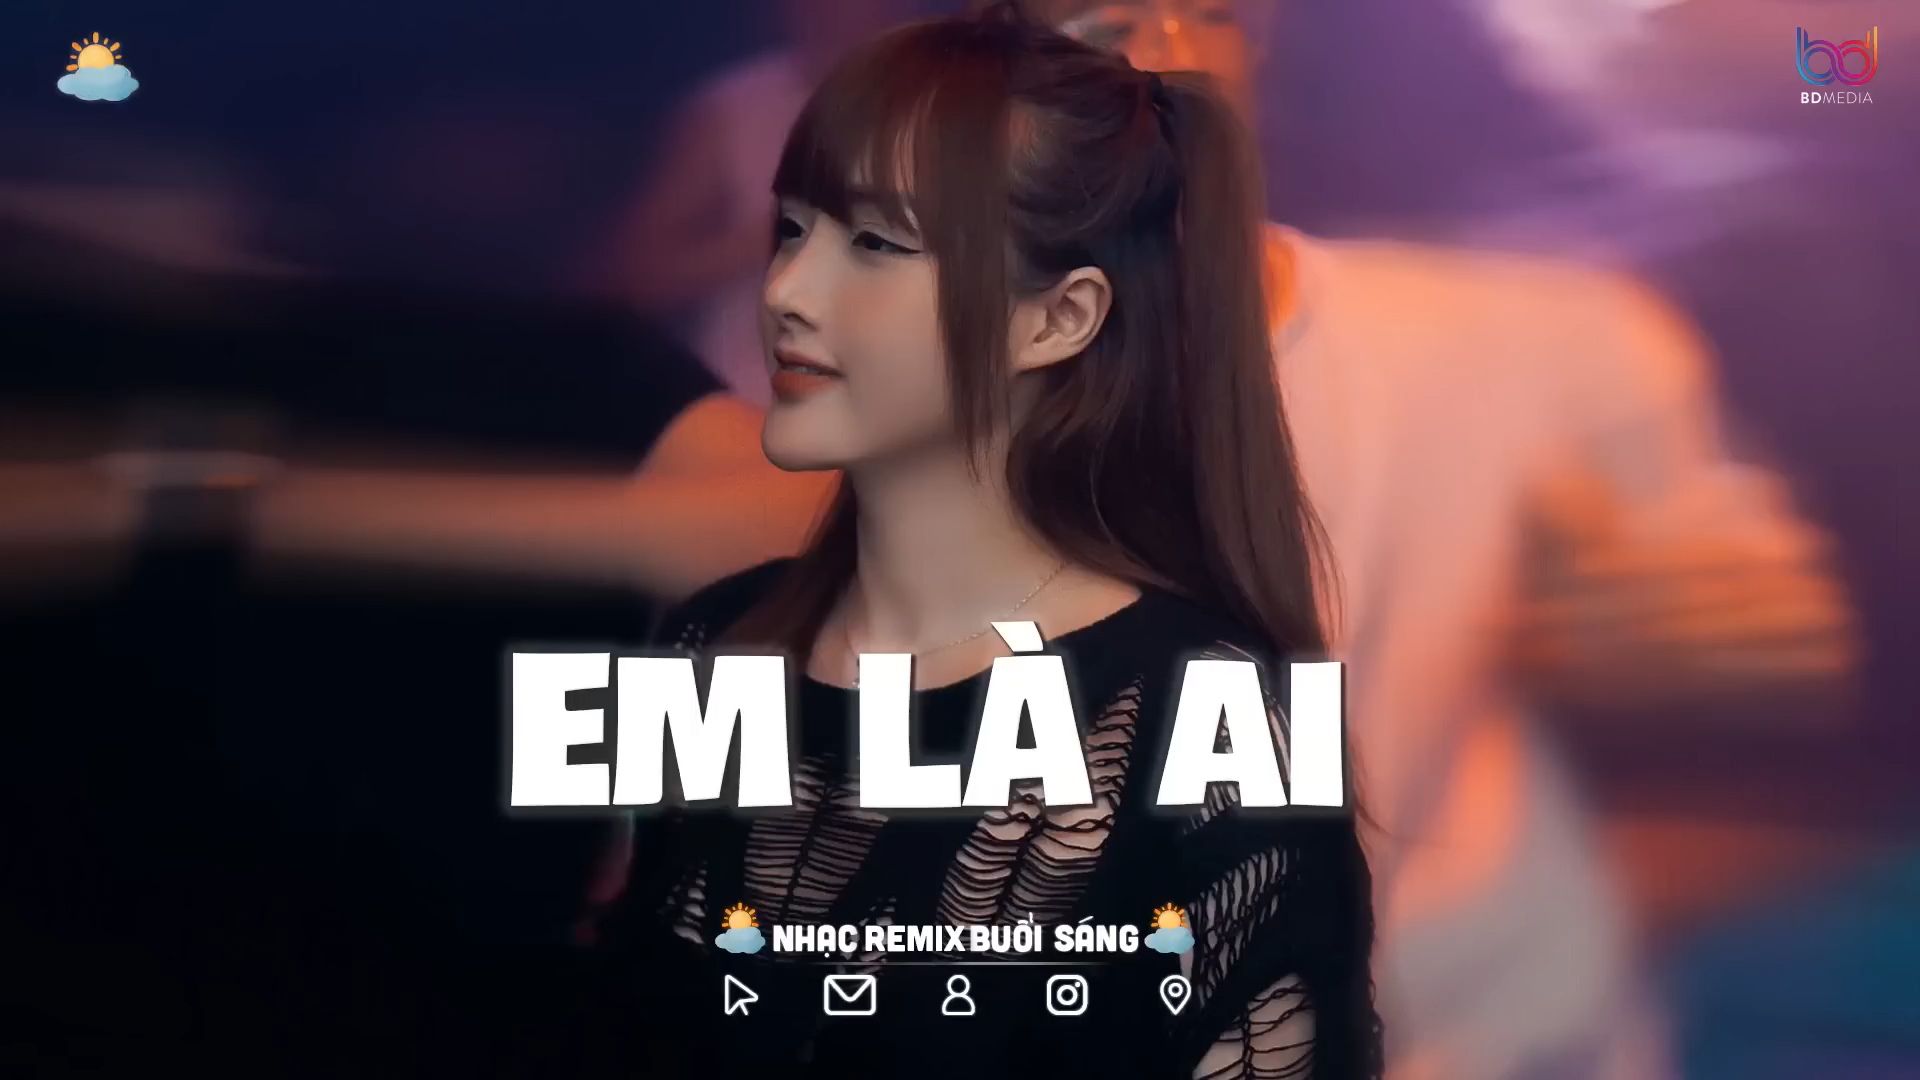 BDMEDIA
EM LÀ AI
NHẠC REMIX BUỔI SÁNG